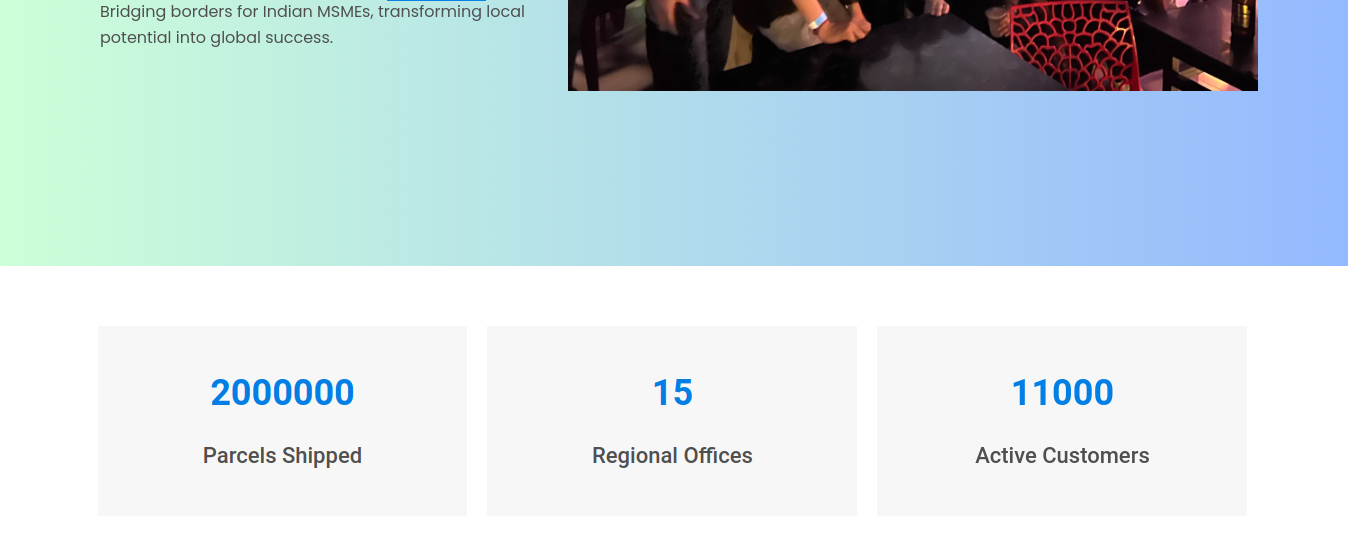 Bridging borders for Indian MSMEs, transforming local
potential into global success.
2000000
Parcels Shipped
15
Regional Offices
11000
Active Customers